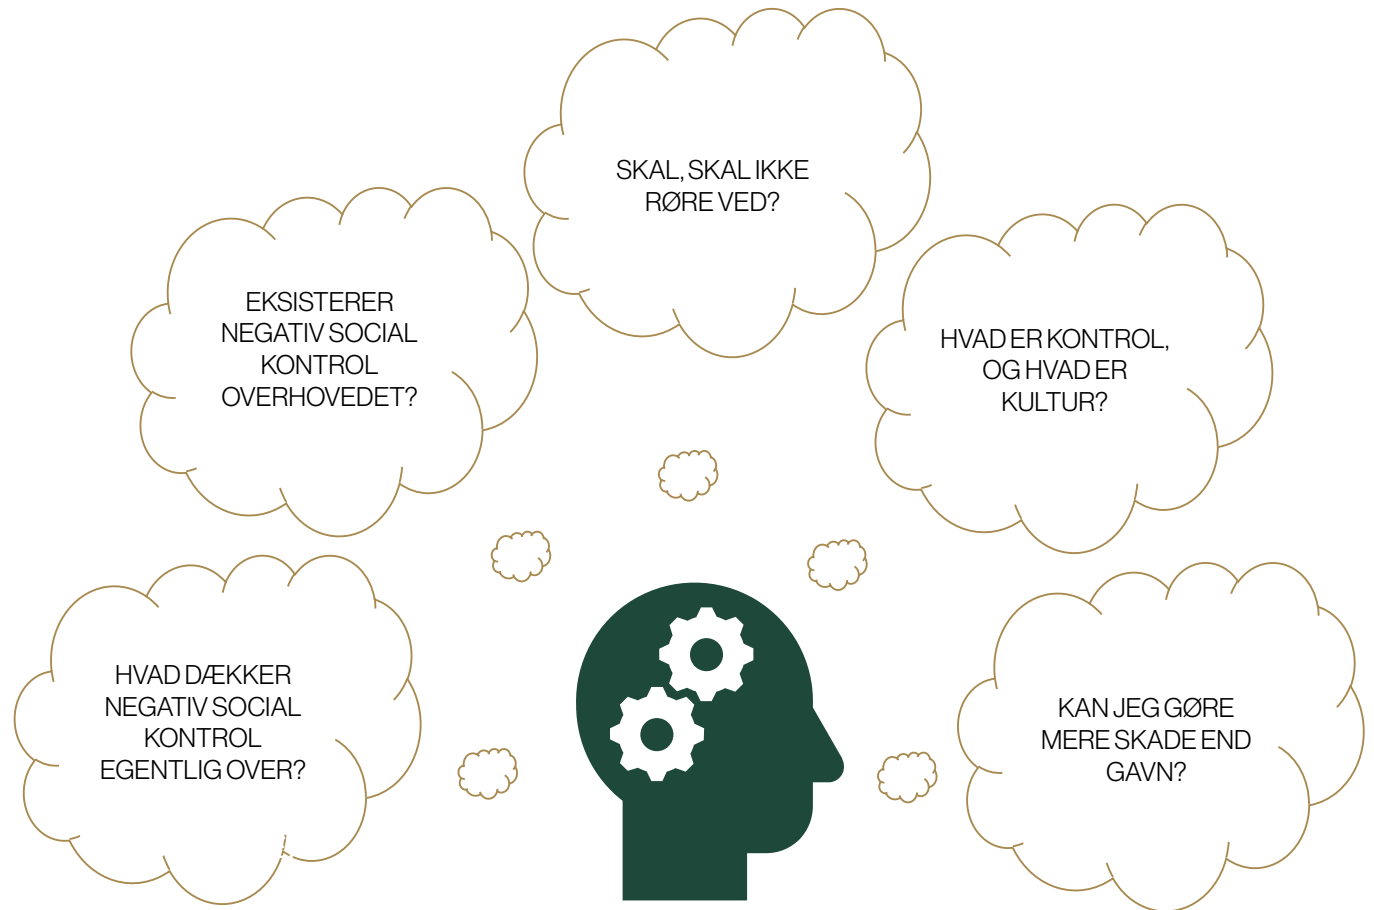 HVAD DÆKKER
NEGATIV SOCIAL
KONTROL
EGENTLIG OVER?
EKSISTERER
NEGATIV SOCIAL
KONTROL
OVERHOVEDET?
SKAL, SKAL IKKE
RØRE VED?
HVAD ER KONTROL,
OG HVAD ER
KULTUR?
KAN JEG GØRE
MERE SKADE END
GAVN?